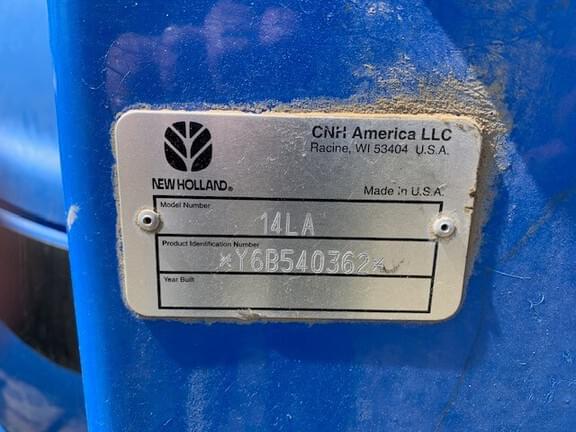 CNH America LLC
Racine, WI 53404 U.S.A.
NEW HOLLAND®
Made in U.S.A.
Model Number
14LA
Product Identification Number
*Y6B540362*
Year Built